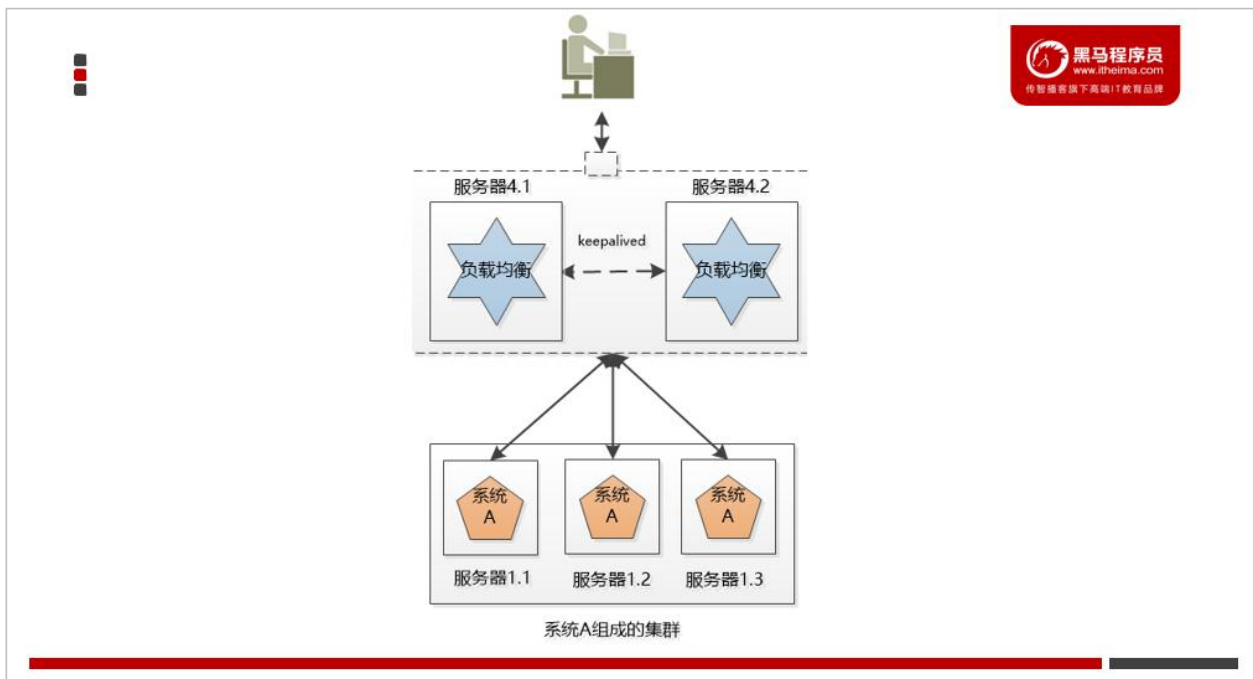 黑马程序员
www.itheima.com
传智播客旗下高端IT教育品牌
服务器4.1
服务器4.2
keepalived
负载均衡
负载均衡
系统
A
系统
A
系统
A
服务器1.1
服务器1.2
服务器1.3
系统A组成的集群